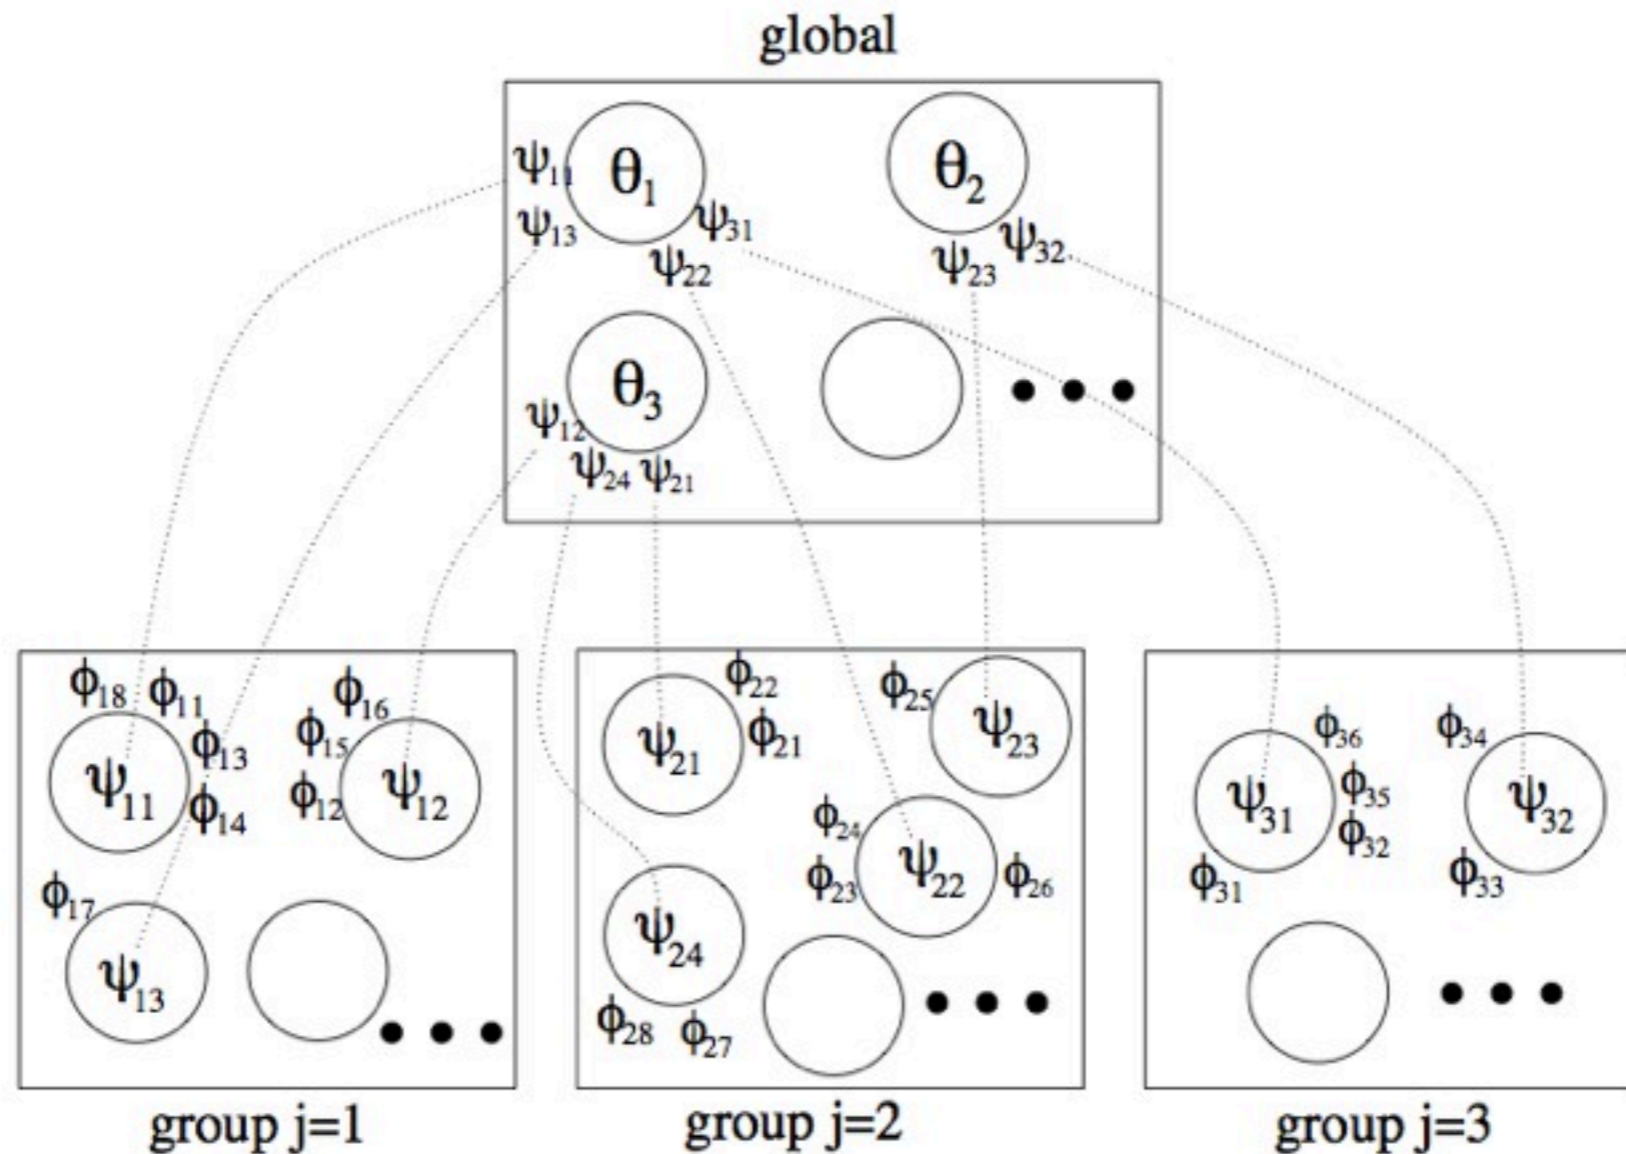 global
ψ11 θ1 θ2
ψ13 ψ31 ψ32
ψ22 ψ23
θ3
ψ12
ψ24 ψ21
ϕ18 ϕ11 ϕ16 ϕ22 ϕ25 ϕ36 ϕ34
ϕ13 ϕ15 ψ21 ϕ21 ψ23 ϕ35
ψ11 ϕ14 ϕ12 ψ12 ϕ24 ψ31 ϕ32 ψ32
ϕ23 ψ22 ϕ26 ϕ31 ϕ33
ϕ17 ψ24
ψ13
ϕ28 ϕ27
group j=1 group j=2 group j=3